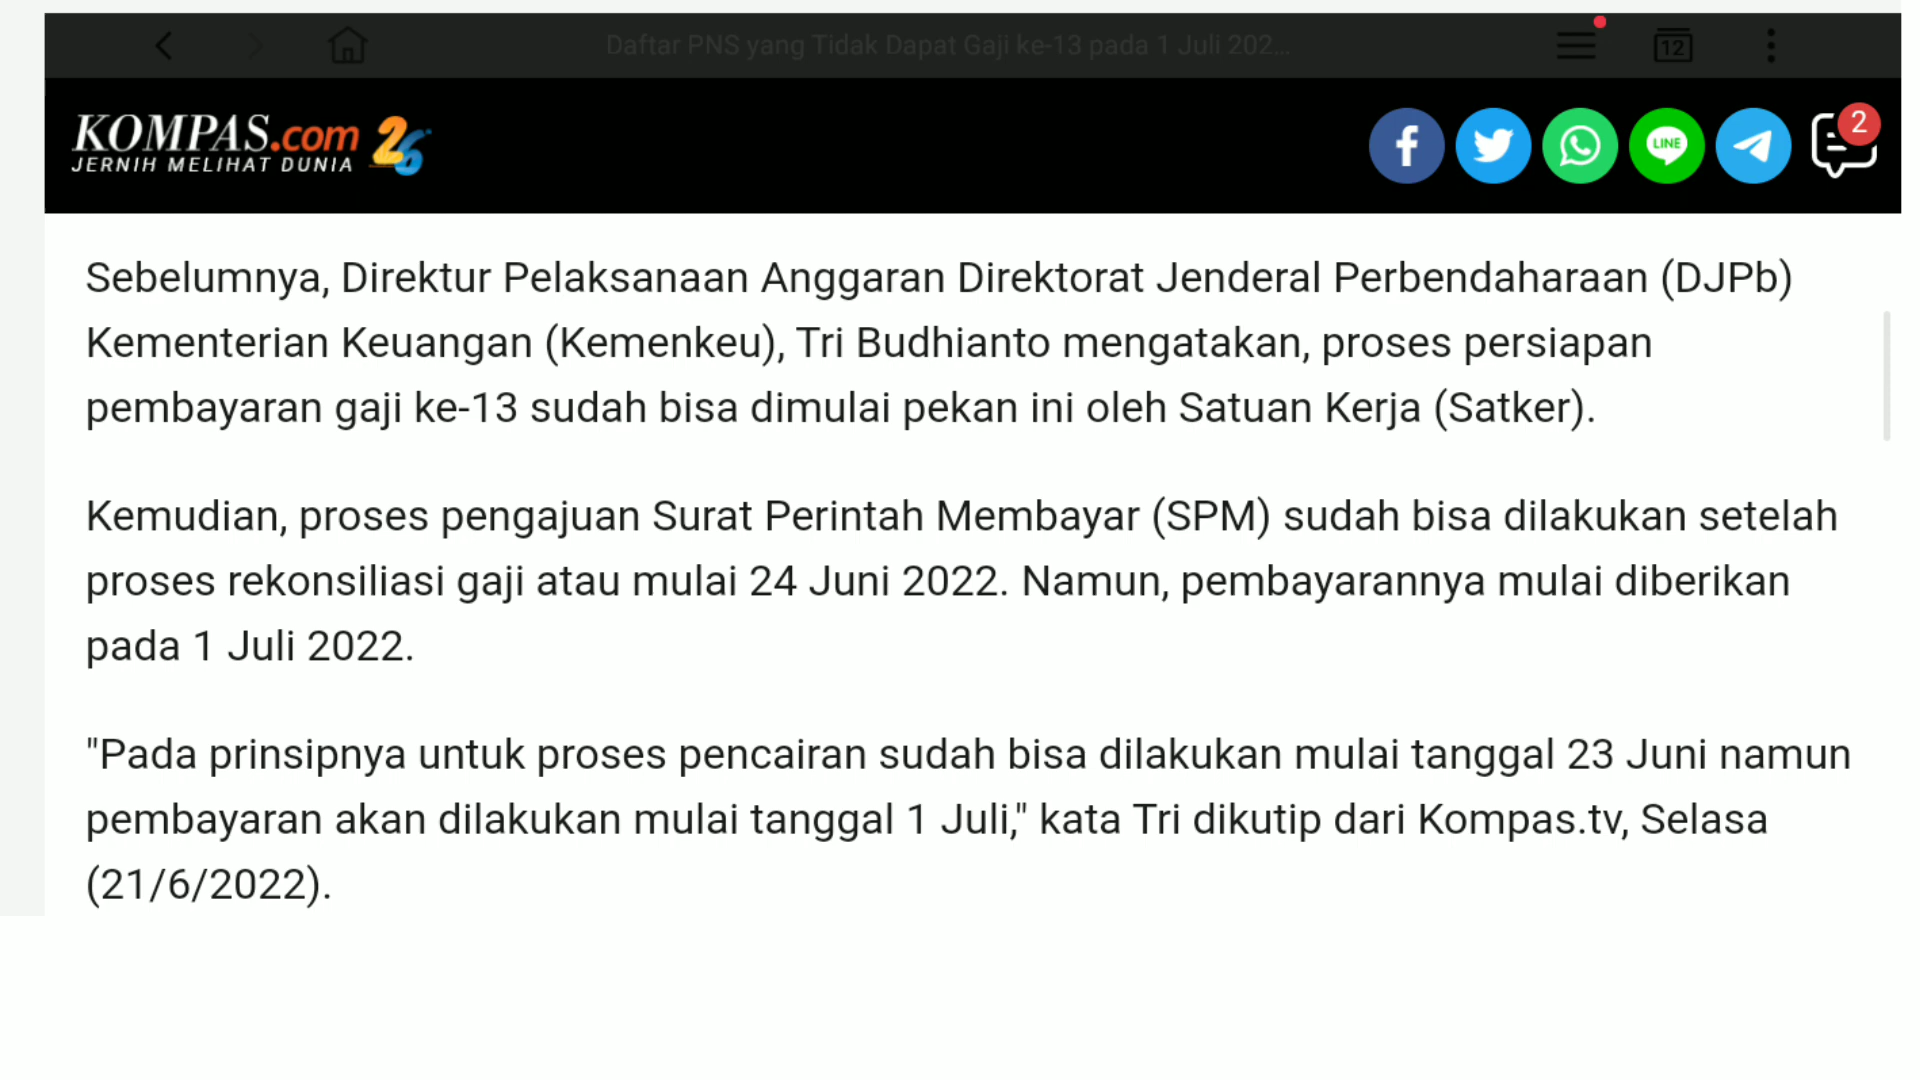 Daftar PNS yang Tidak Dapat Gaji ke-13 pada 1 Juli 202...
12
KOMPAS.com 26
JERNIH MELIHAT DUNIA
f
LINE
2
Sebelumnya, Direktur Pelaksanaan Anggaran Direktorat Jenderal Perbendaharaan (DJPb)
Kementerian Keuangan (Kemenkeu), Tri Budhianto mengatakan, proses persiapan
pembayaran gaji ke-13 sudah bisa dimulai pekan ini oleh Satuan Kerja (Satker).
Kemudian, proses pengajuan Surat Perintah Membayar (SPM) sudah bisa dilakukan setelah
proses rekonsiliasi gaji atau mulai 24 Juni 2022. Namun, pembayarannya mulai diberikan
pada 1 Juli 2022.
"Pada prinsipnya untuk proses pencairan sudah bisa dilakukan mulai tanggal 23 Juni namun
pembayaran akan dilakukan mulai tanggal 1 Juli," kata Tri dikutip dari Kompas.tv, Selasa
(21/6/2022).